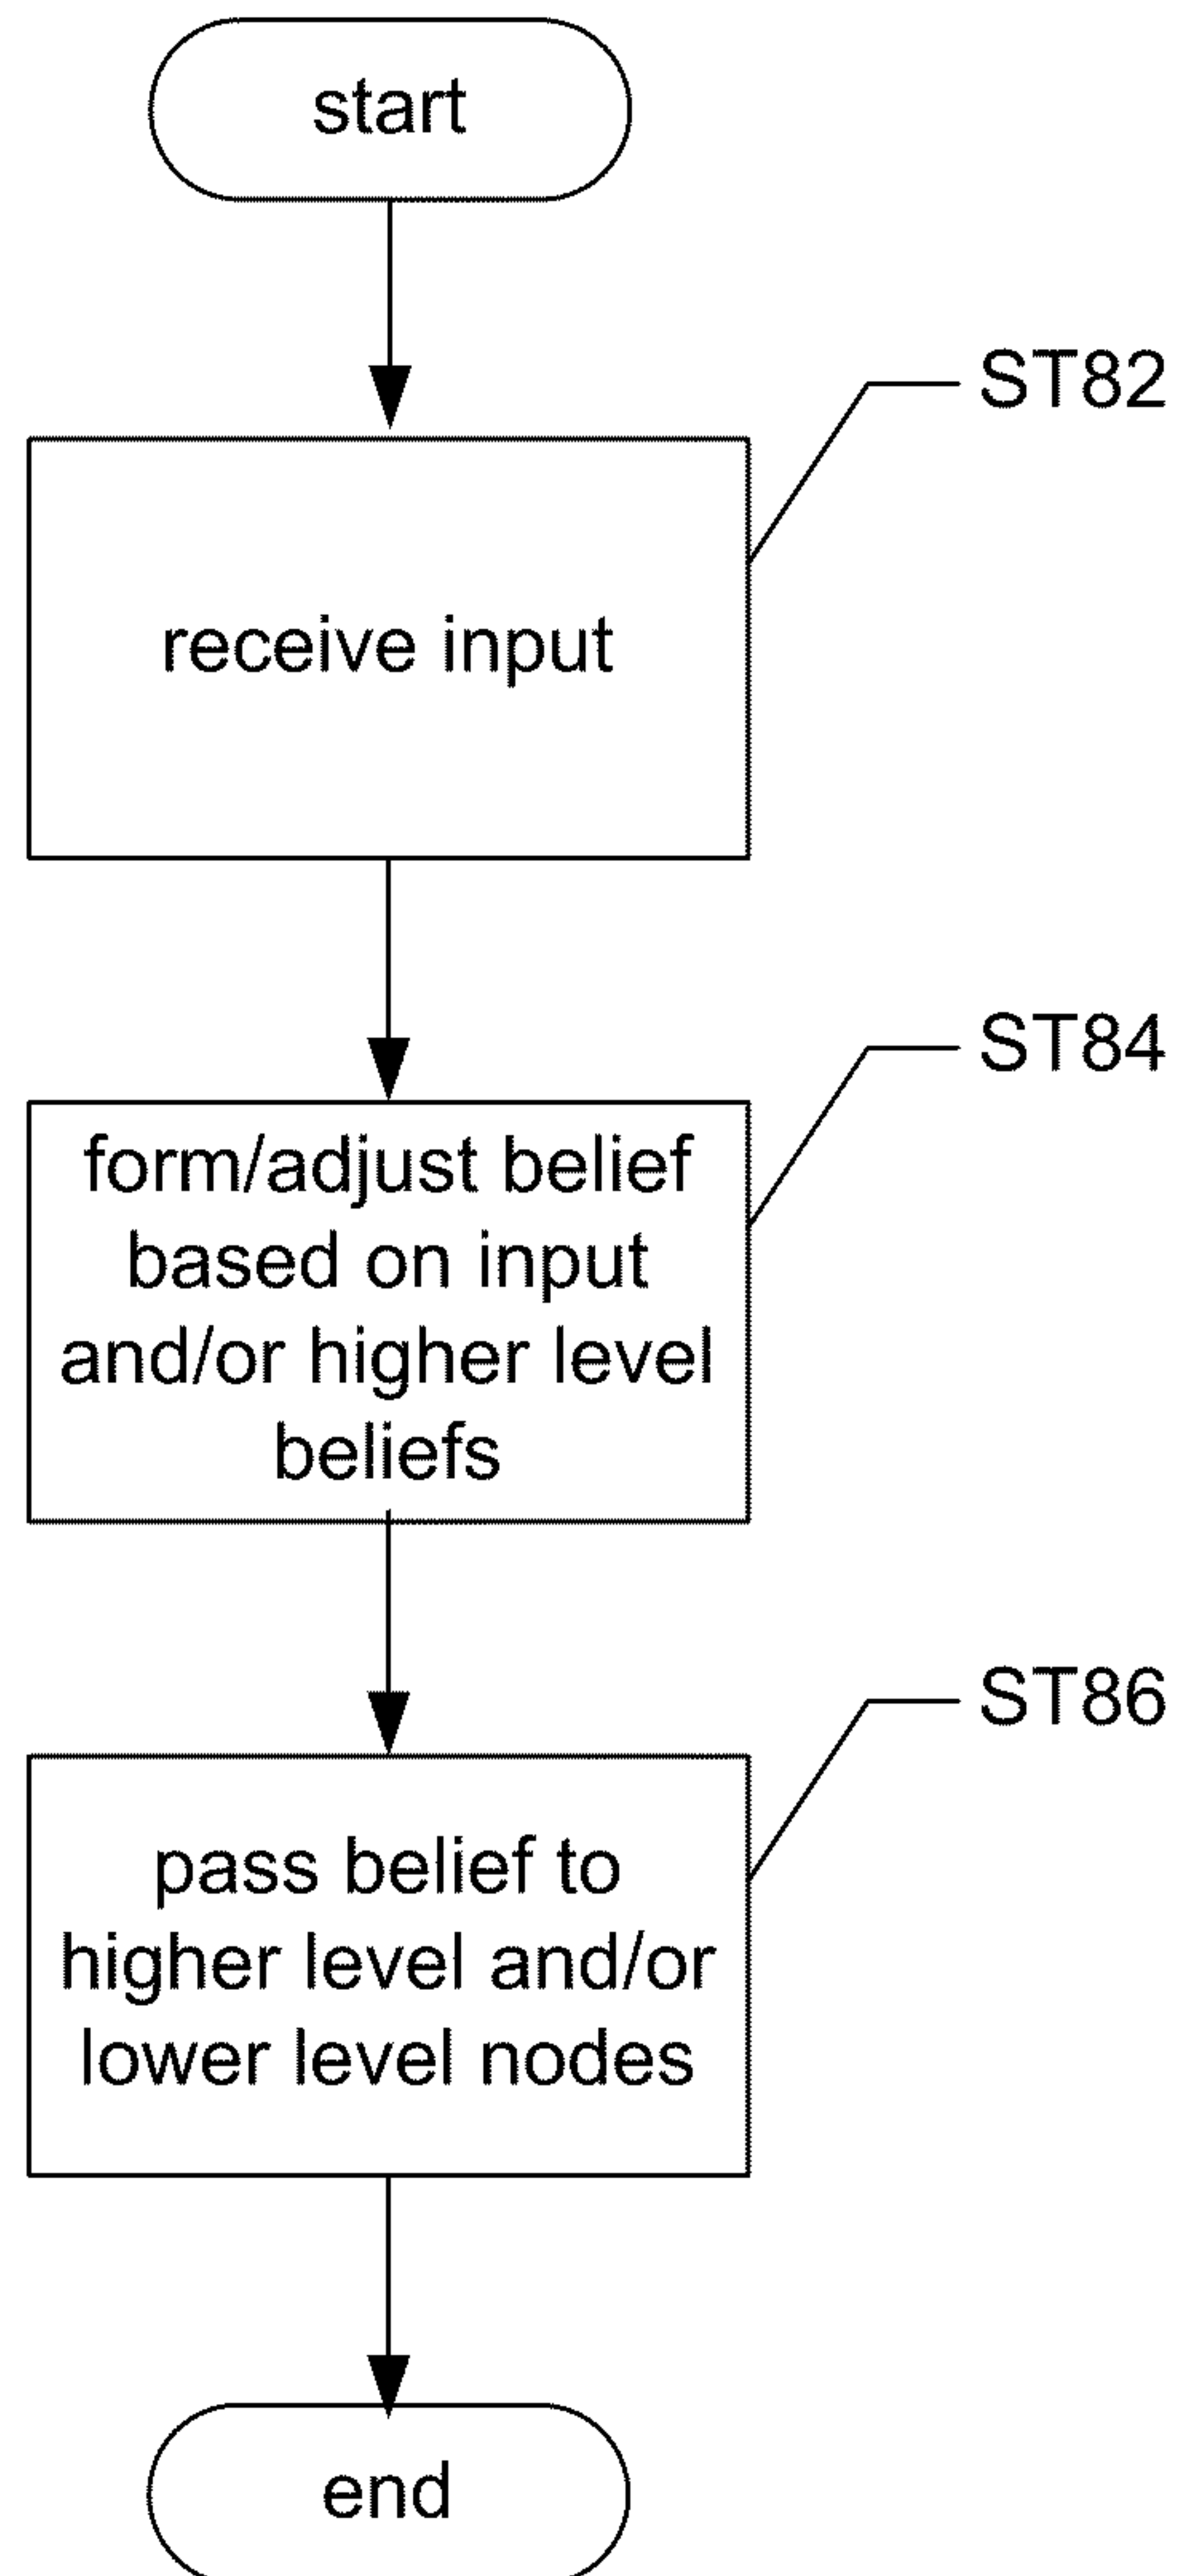 start
ST82
receive input
ST84
form/adjust belief
based on input
and/or higher level
beliefs
ST86
pass belief to
higher level and/or
lower level nodes
end